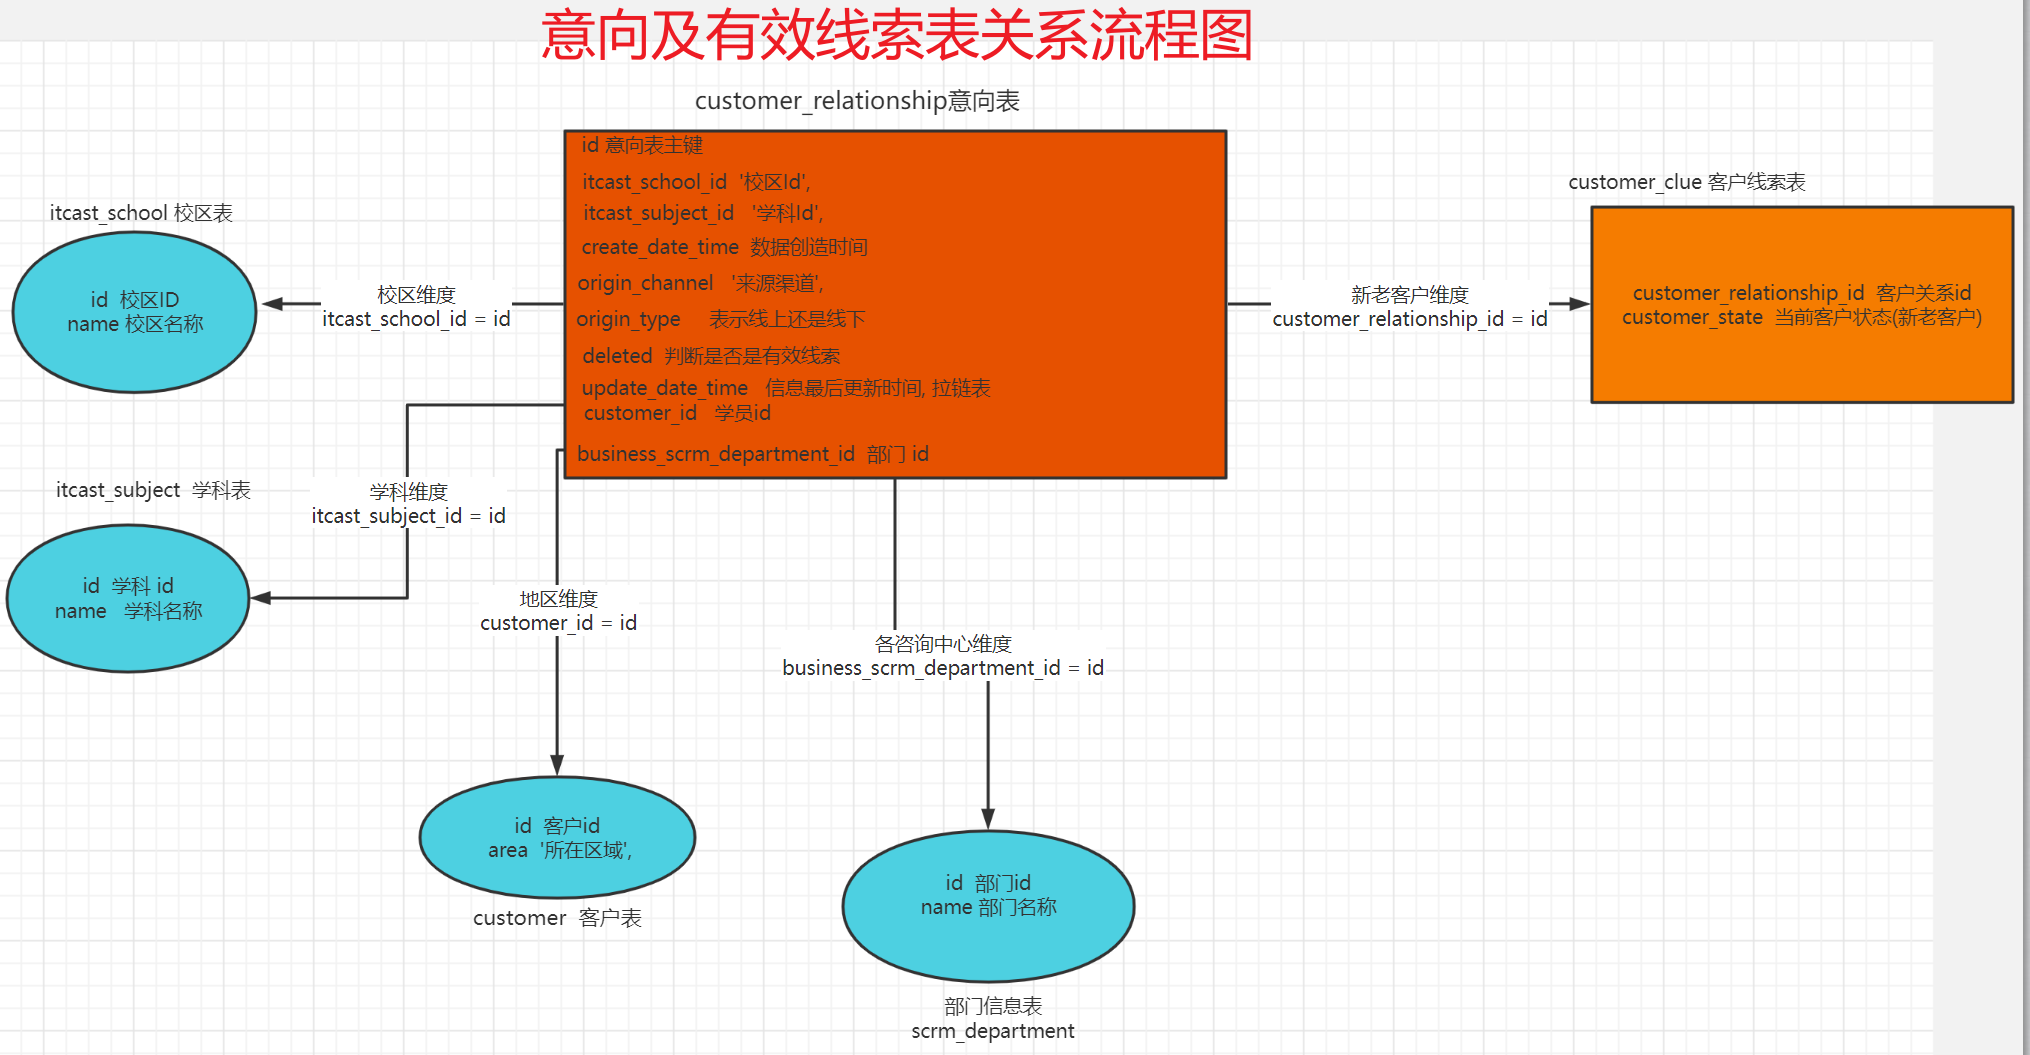 意向及有效线索表关系流程图
customer_relationship意向表
id 意向表主键
itcast_school_id '校区Id',
itcast_subject_id '学科Id',
create_date_time 数据创造时间
origin_channel '来源渠道',
origin_type 表示线上还是线下
deleted 判断是否是有效线索
update_date_time 信息最后更新时间, 拉链表
customer_id 学员id
business_scrm_department_id 部门 id
customer_clue 客户线索表
customer_relationship_id 客户关系id
customer_state 当前客户状态(新老客户)
新老客户维度
customer_relationship_id = id
itcast_school 校区表
id 校区ID
name 校区名称
校区维度
itcast_school_id = id
itcast_subject 学科表
id 学科 id
name 学科名称
学科维度
itcast_subject_id = id
地区维度
customer_id = id
id 客户id
area '所在区域',
customer 客户表
各咨询中心维度
business_scrm_department_id = id
id 部门id
name 部门名称
部门信息表
scrm_department